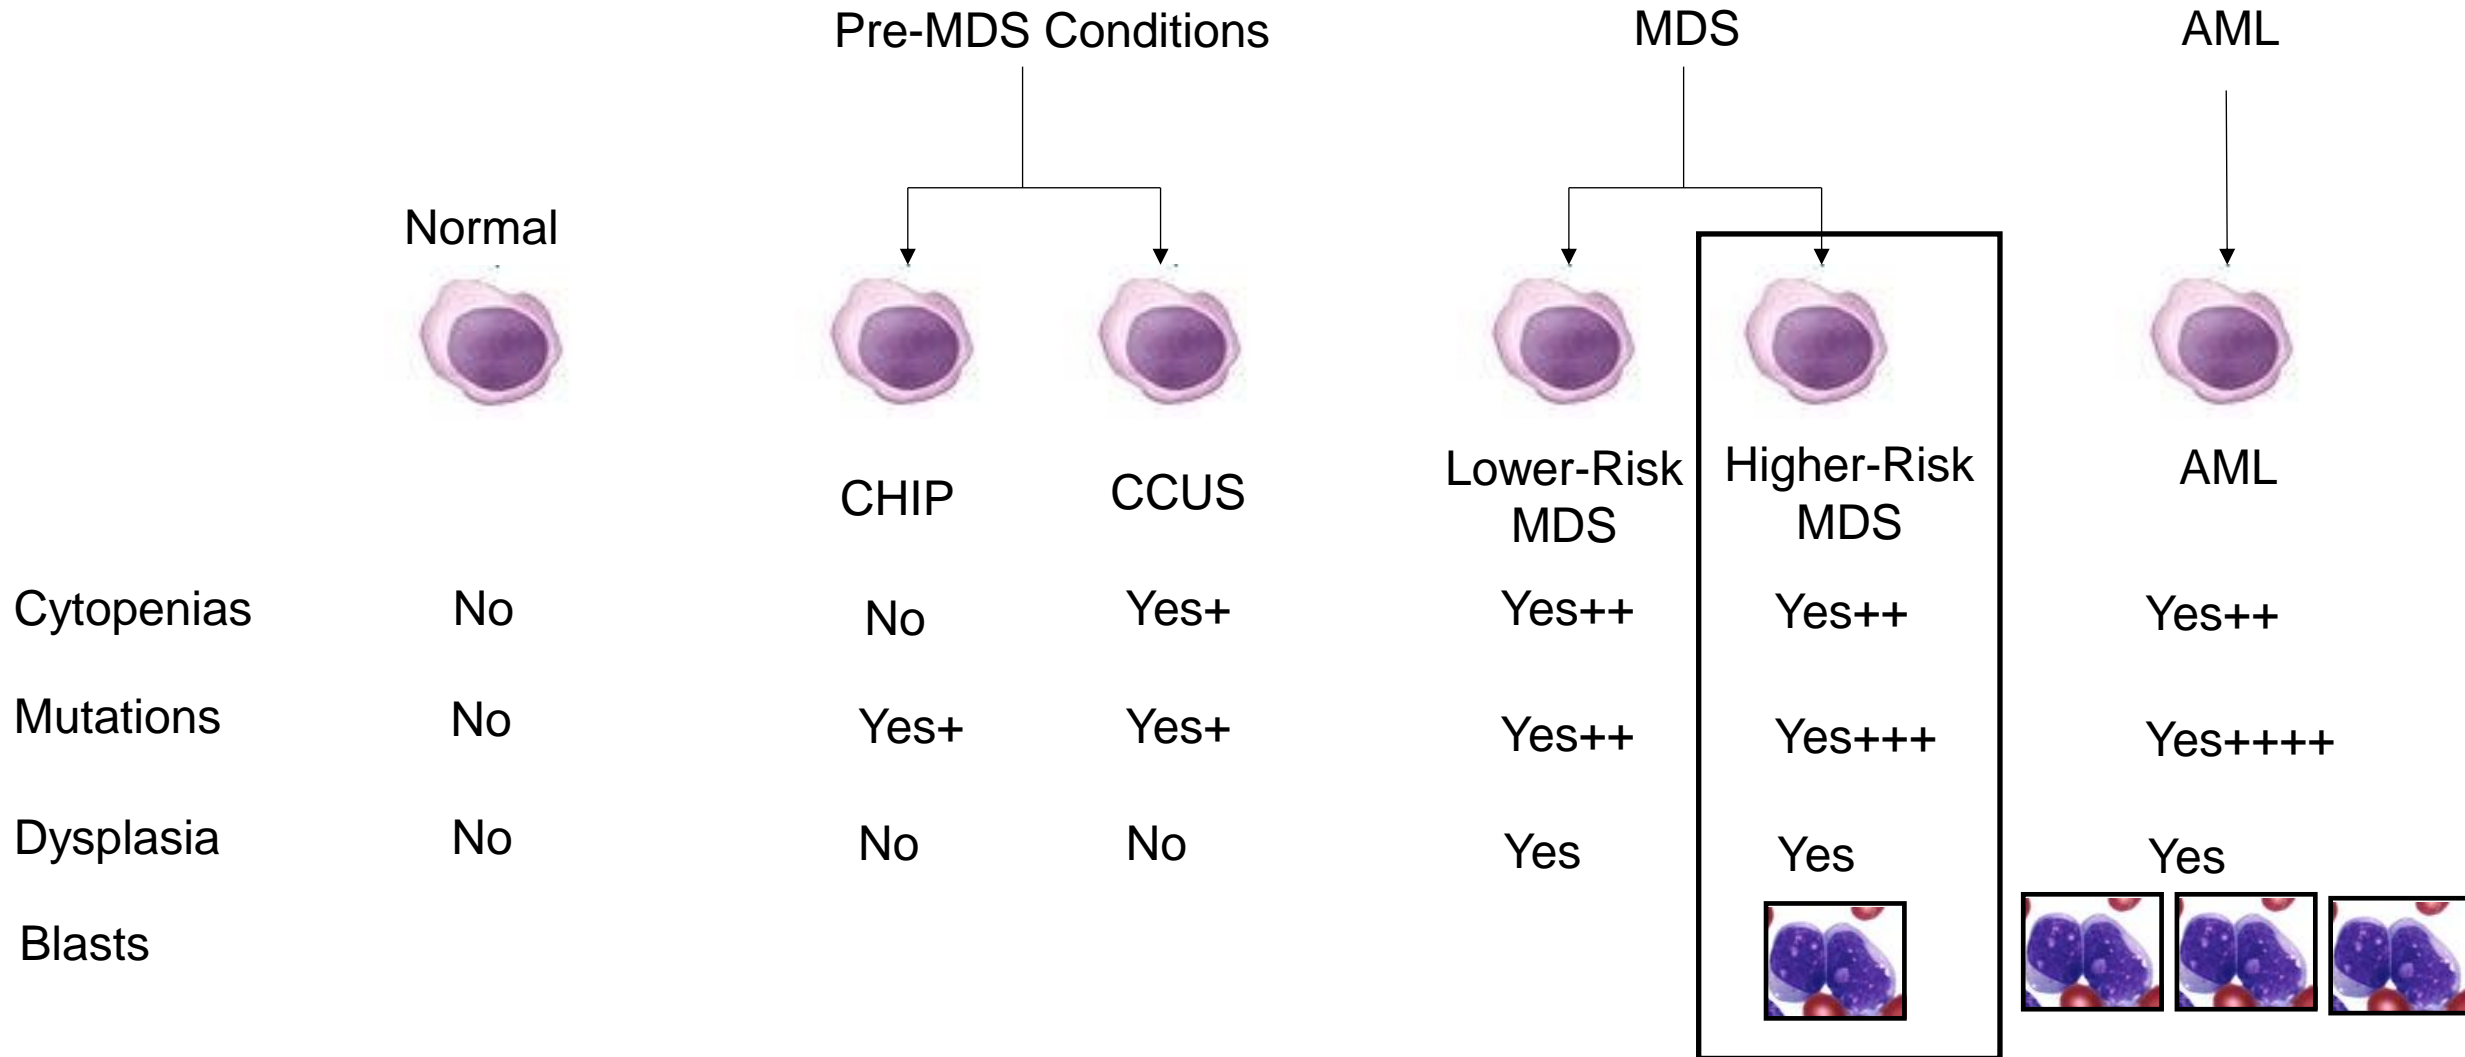 Pre-MDS Conditions
MDS
AML
Normal
CHIP
CCUS
Lower-Risk
MDS
Higher-Risk
MDS
AML
Cytopenias No No Yes+ Yes++ Yes++ Yes++
Mutations No Yes+ Yes+ Yes++ Yes+++ Yes++++
Dysplasia No No No Yes Yes Yes
Blasts